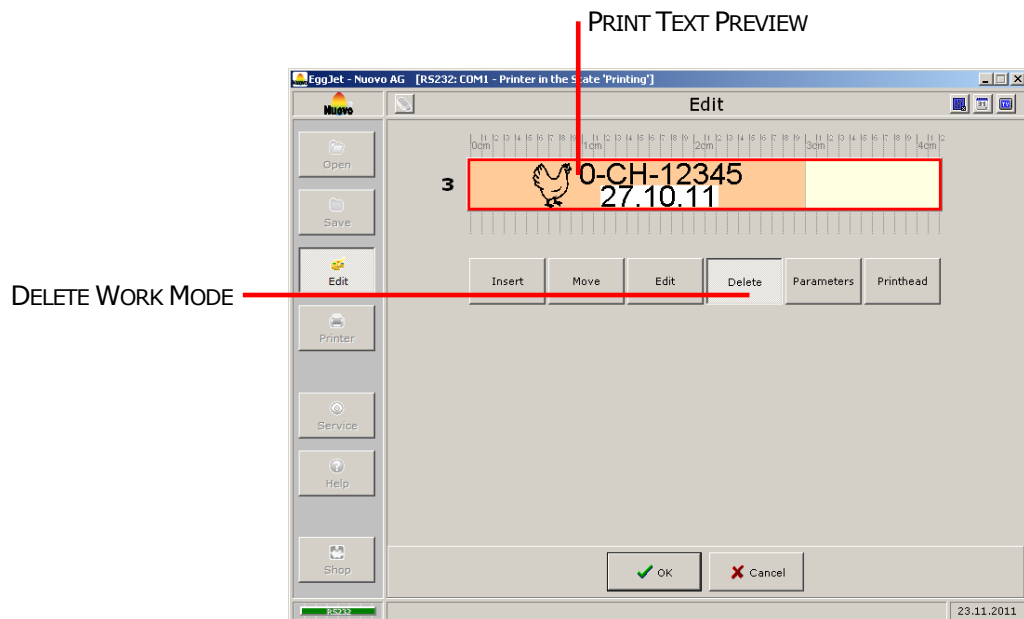 PRINT TEXT PREVIEW
EggJet - Nuovo AG [RS232: COM1 - Printer in the State 'Printing']
Nuovo
Edit
Open
0cm 1cm 2cm 3cm 4cm
3
0-CH-12345
27.10.11
Save
Edit
Insert Move Edit Delete Parameters Printhead
DELETE WORK MODE
Printer
Service
Help
Shop
OK Cancel
RS232
23.11.2011